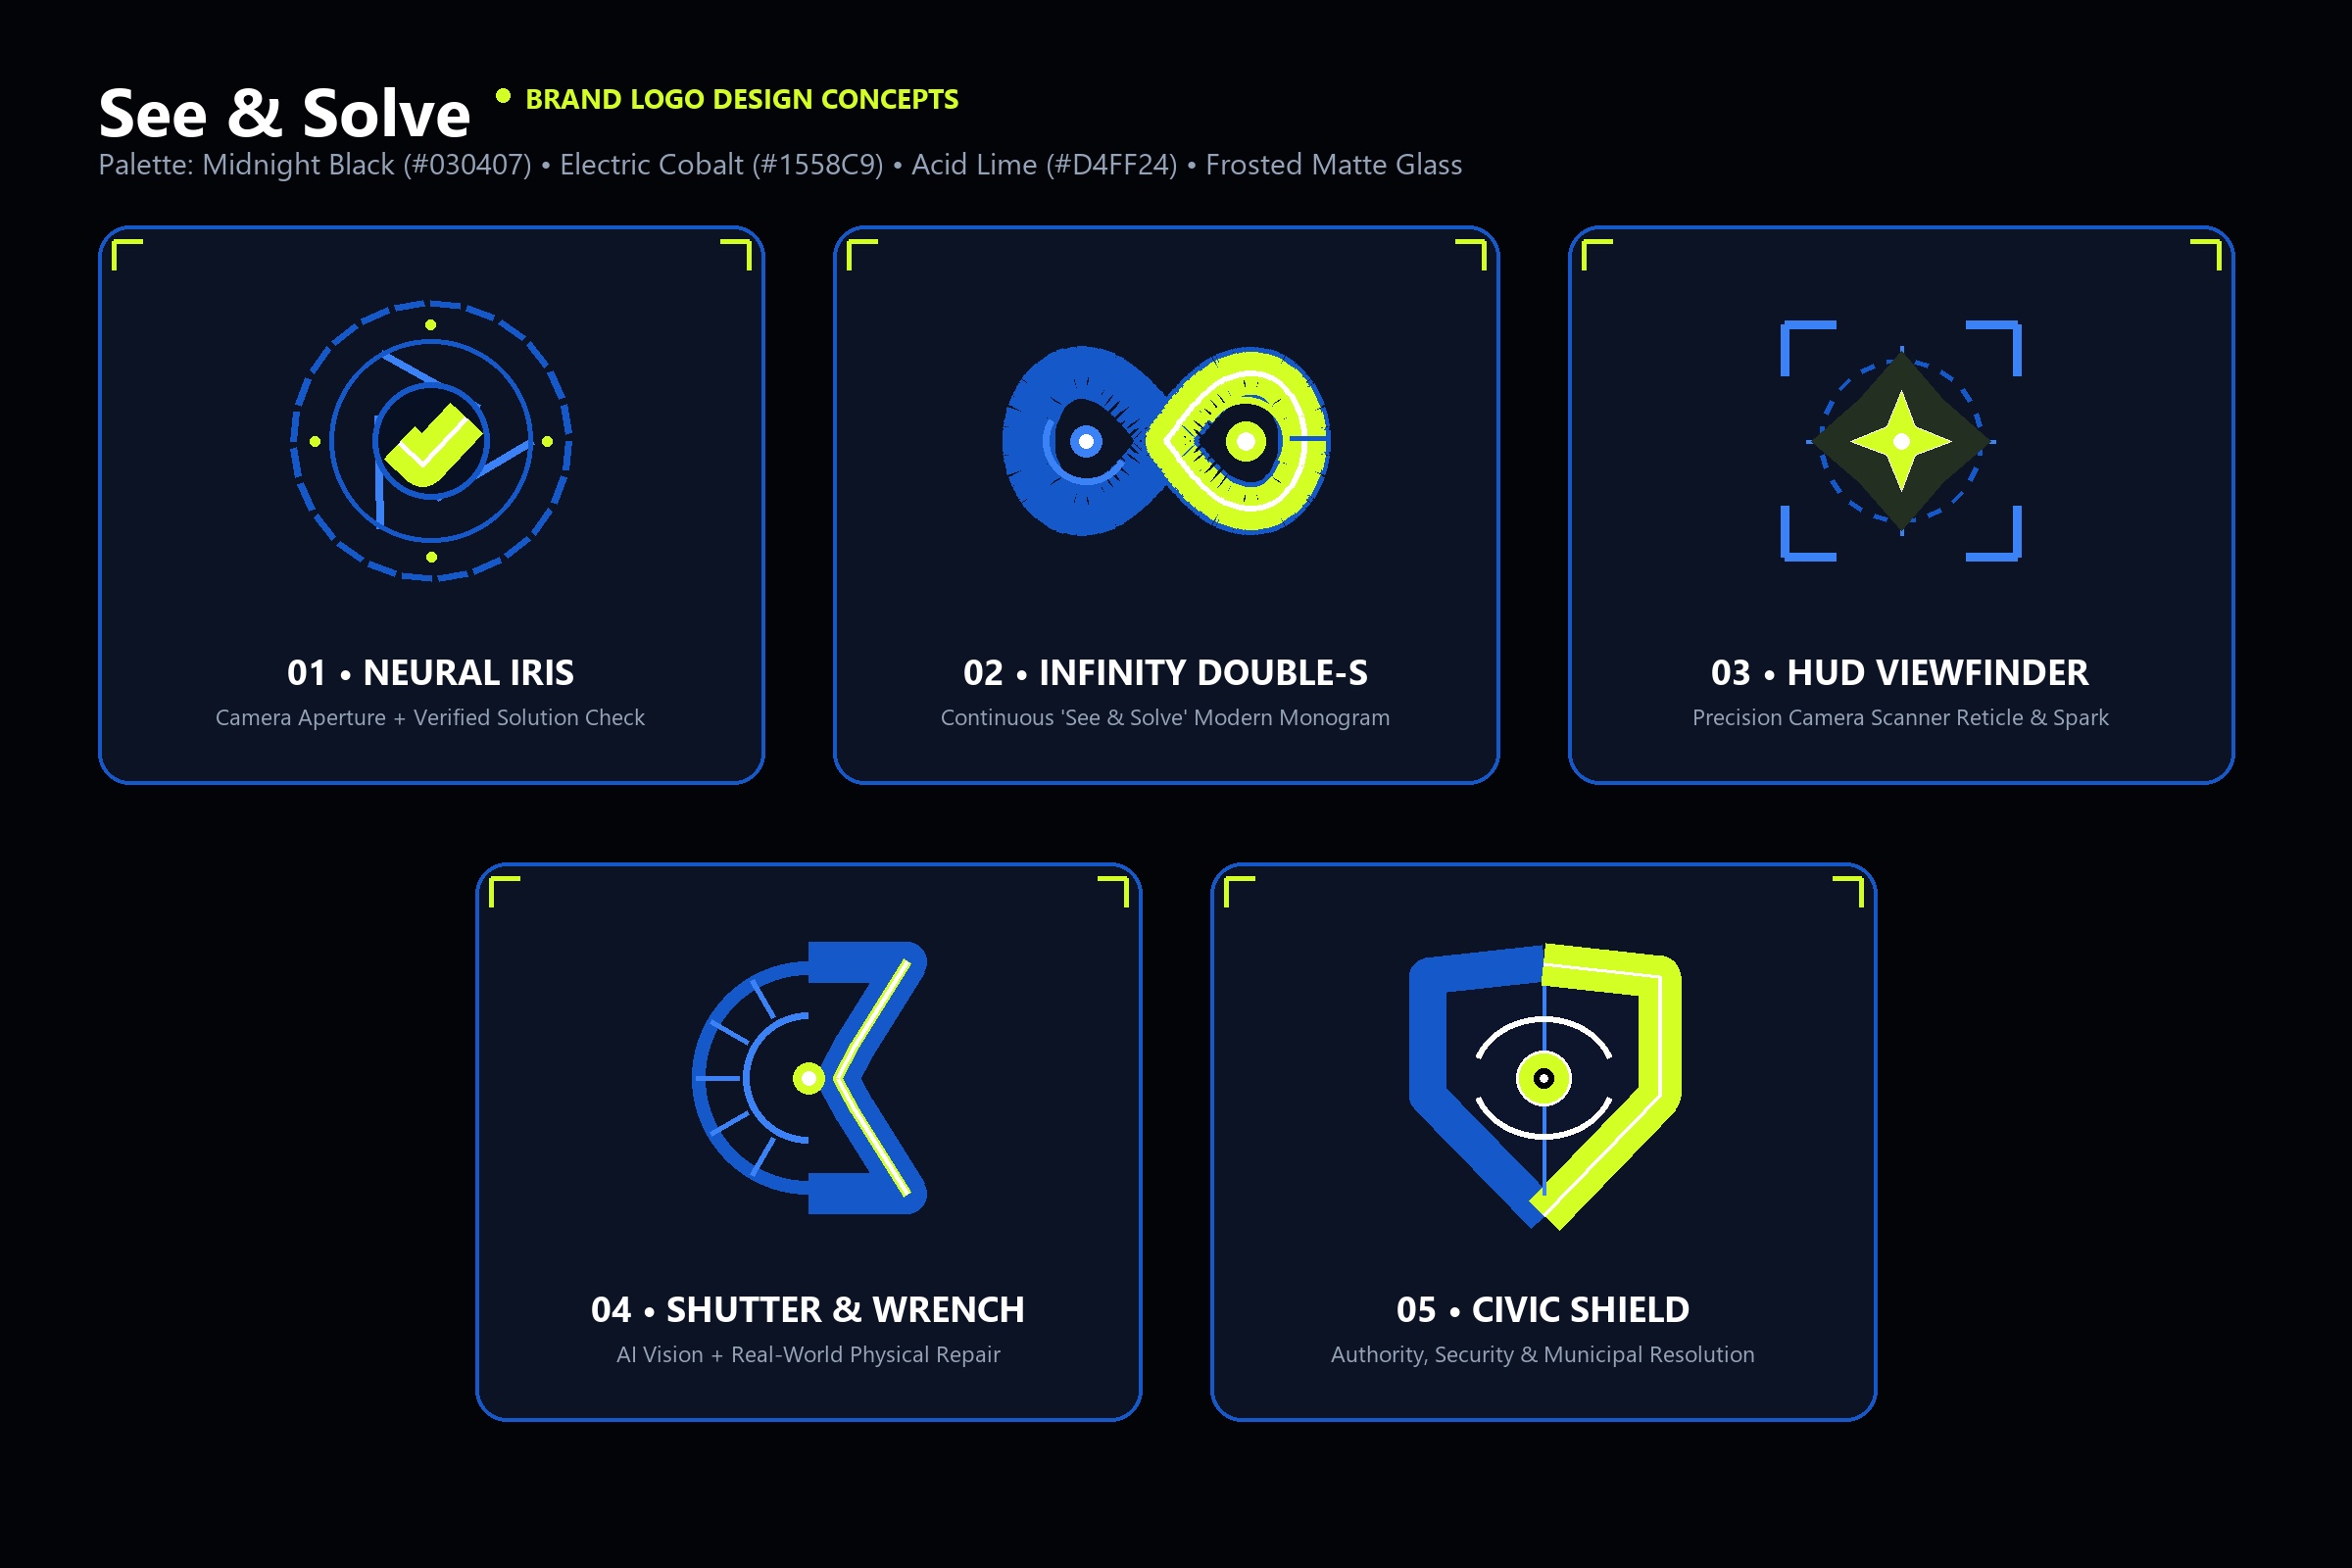 See & Solve • BRAND LOGO DESIGN CONCEPTS
Palette: Midnight Black (#030407) • Electric Cobalt (#1558C9) • Acid Lime (#D4FF24) • Frosted Matte Glass
01 • NEURAL IRIS
Camera Aperture + Verified Solution Check
02 • INFINITY DOUBLE-S
Continuous 'See & Solve' Modern Monogram
03 • HUD VIEWFINDER
Precision Camera Scanner Reticle & Spark
04 • SHUTTER & WRENCH
AI Vision + Real-World Physical Repair
05 • CIVIC SHIELD
Authority, Security & Municipal Resolution